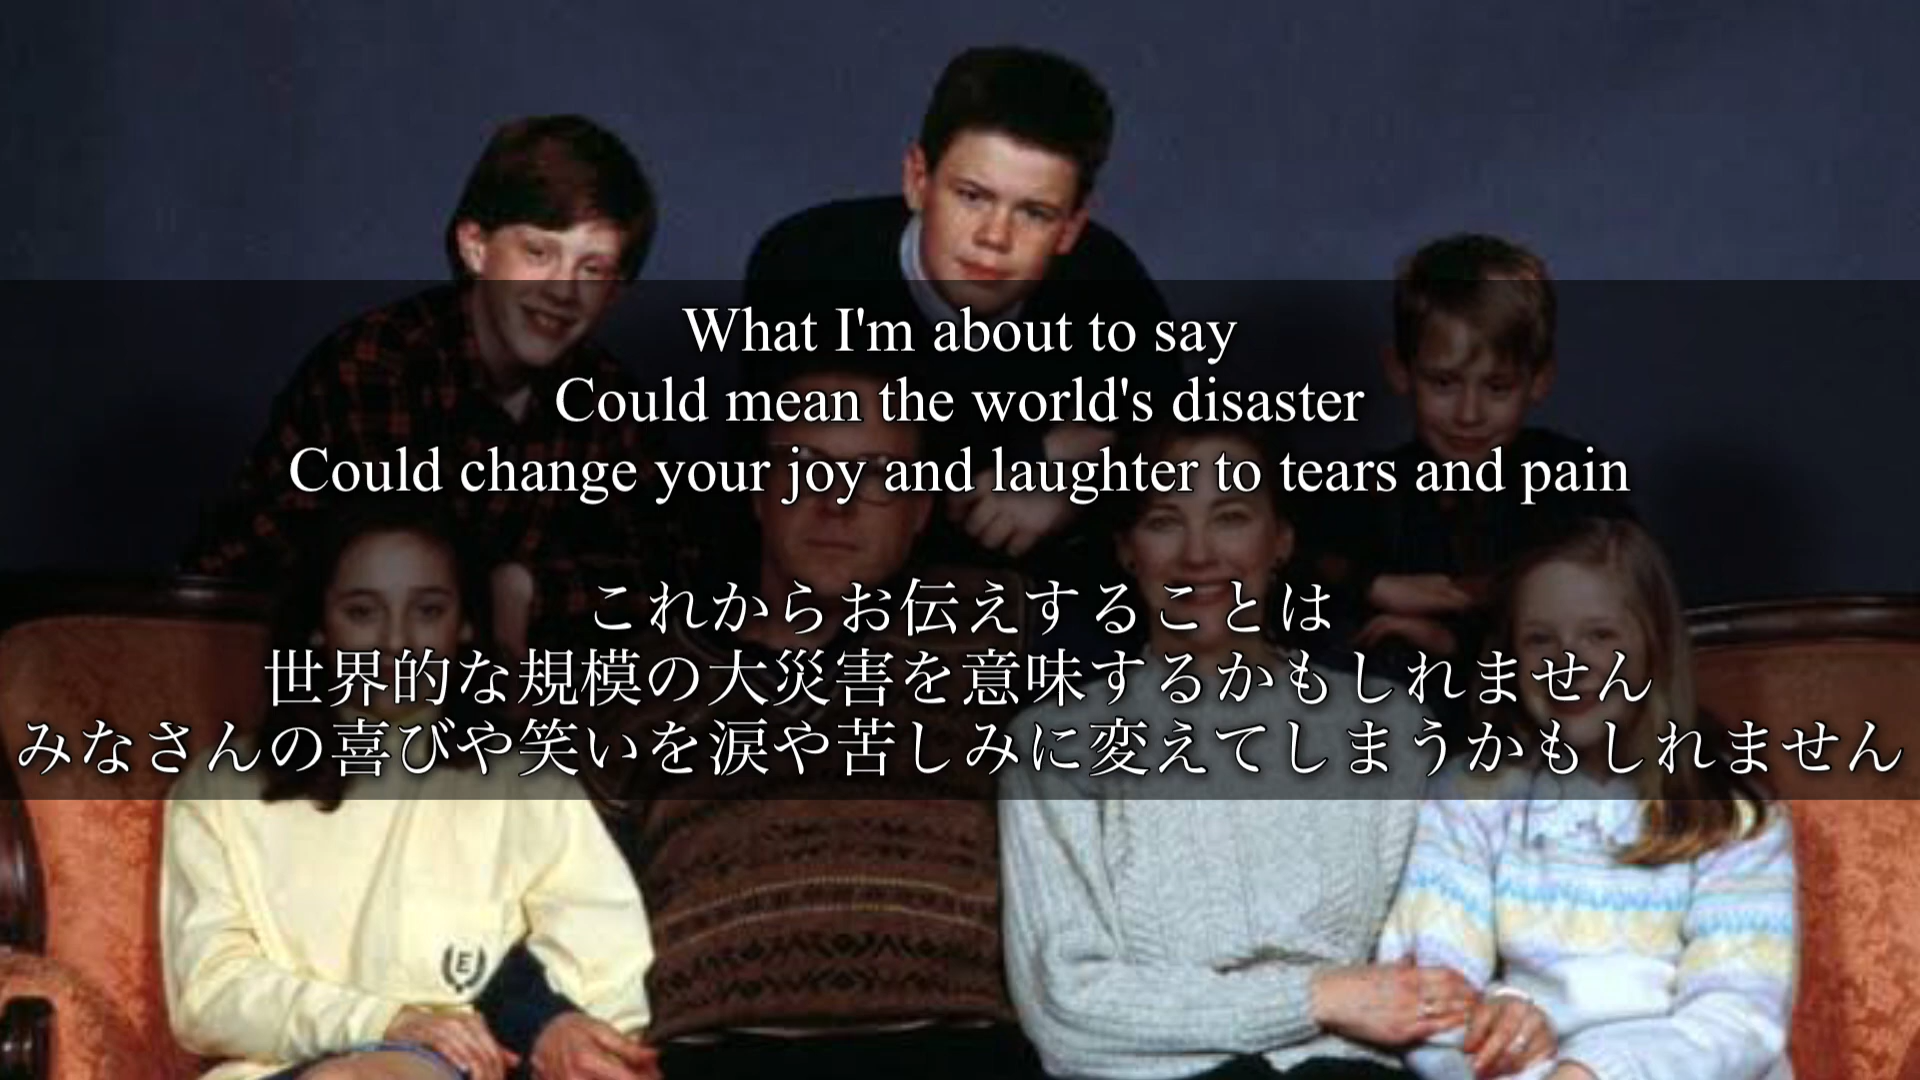 What I'm about to say
Could mean the world's disaster
Could change your joy and laughter to tears and pain
これからお伝えすることは
世界的な規模の大災害を意味するかもしれません
みなさんの喜びや笑いを涙や苦しみに変えてしまうかもしれません
E